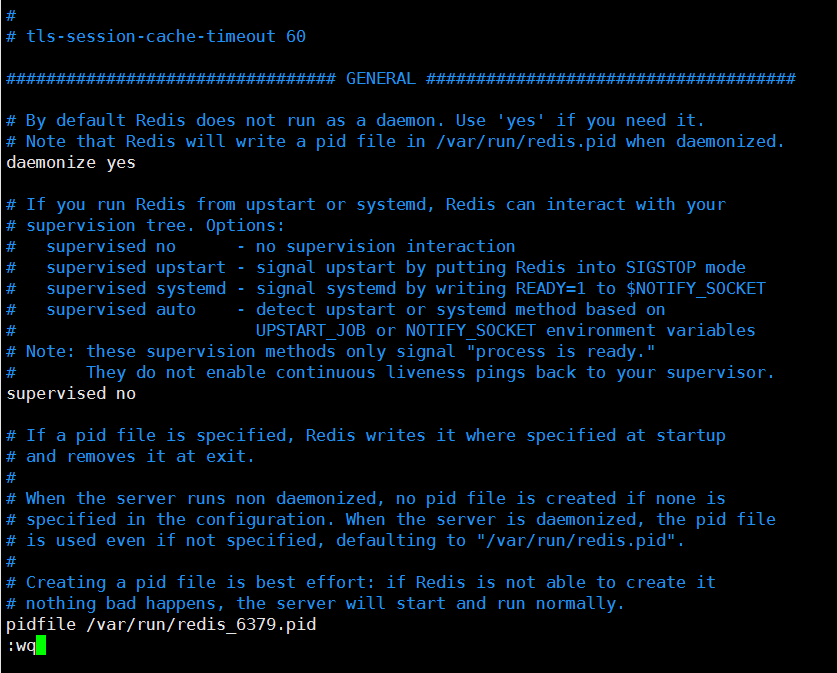 #
# tls-session-cache-timeout 60
################################# GENERAL #####################################
# By default Redis does not run as a daemon. Use 'yes' if you need it.
# Note that Redis will write a pid file in /var/run/redis.pid when daemonized.
daemonize yes
# If you run Redis from upstart or systemd, Redis can interact with your
# supervision tree. Options:
#   supervised no      - no supervision interaction
#   supervised upstart - signal upstart by putting Redis into SIGSTOP mode
#   supervised systemd - signal systemd by writing READY=1 to $NOTIFY_SOCKET
#   supervised auto    - detect upstart or systemd method based on
#                        UPSTART_JOB or NOTIFY_SOCKET environment variables
# Note: these supervision methods only signal "process is ready."
#       They do not enable continuous liveness pings back to your supervisor.
supervised no
# If a pid file is specified, Redis writes it where specified at startup
# and removes it at exit.
#
# When the server runs non daemonized, no pid file is created if none is
# specified in the configuration. When the server is daemonized, the pid file
# is used even if not specified, defaulting to "/var/run/redis.pid".
#
# Creating a pid file is best effort: if Redis is not able to create it
# nothing bad happens, the server will start and run normally.
pidfile /var/run/redis_6379.pid
:wq